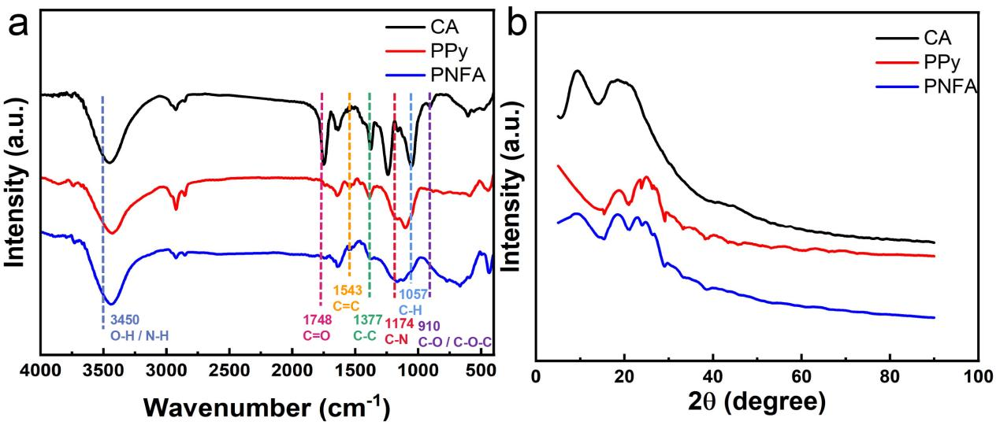 a
CA
PPy
PNFA
Intensity (a.u.)
3450
O-H / N-H
1748
C=O
1543
C=C
1377
C-C
1174
C-N
1057
C-H
910
C-O / C-O-C
4000 3500 3000 2500 2000 1500 1000 500
Wavenumber (cm⁻¹)
b
CA
PPy
PNFA
Intensity (a.u.)
0 20 40 60 80 100
2θ (degree)